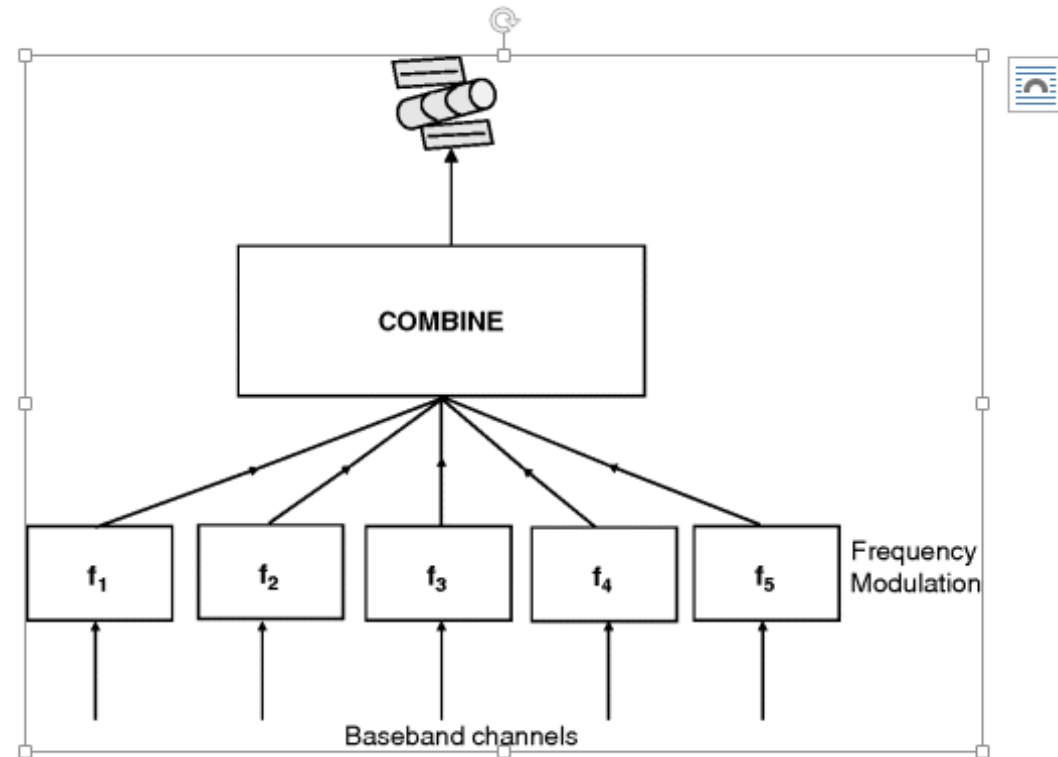 COMBINE
f₁ f₂ f₃ f₄ f₅
Frequency
Modulation
Baseband channels